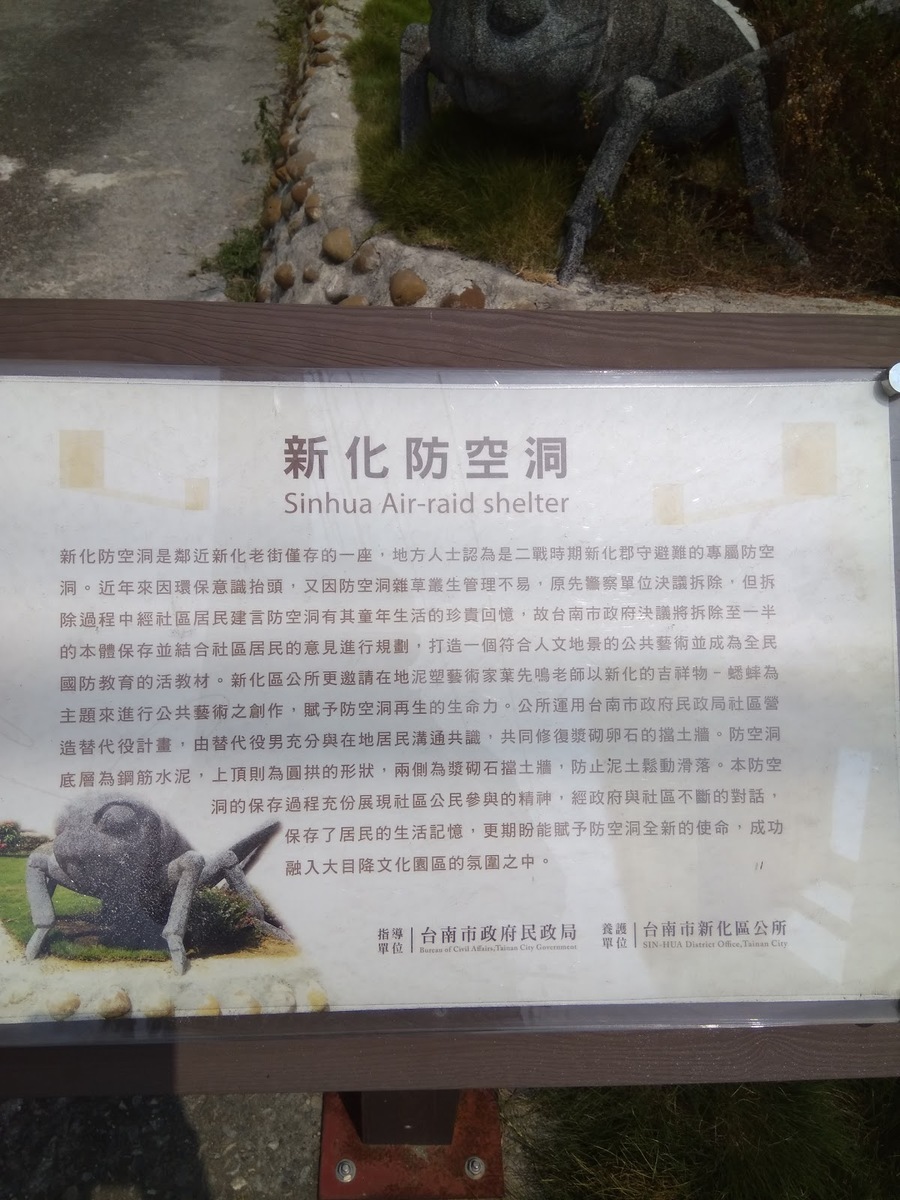 新化防空洞
Sinhua Air-raid shelter
新化防空洞是鄰近新化老街僅存的一座，地方人士認為是二戰時期新化郡守避難的專屬防空
洞。近年來因環保意識抬頭，又因防空洞雜草叢生管理不易，原先警察單位決議拆除，但拆
除過程中經社區居民建言防空洞有其童年生活的珍貴回憶，故台南市政府決議將拆除至一半
的本體保存並結合社區居民的意見進行規劃，打造一個符合人文地景的公共藝術並成為全民
國防教育的活教材。新化區公所更邀請在地泥塑藝術家葉先鳴老師以新化的吉祥物–蟋蟀為
主題來進行公共藝術之創作，賦予防空洞再生的生命力。公所運用台南市政府民政局社區營
造替代役計畫，由替代役男充分與在地居民溝通共識，共同修復漿砌卵石的擋土牆。防空洞
底層為鋼筋水泥，上頂則為圓拱的形狀，兩側為漿砌石擋土牆，防止泥土鬆動滑落。本防空
洞的保存過程充份展現社區公民參與的精神，經政府與社區不斷的對話，
保存了居民的生活記憶，更期盼能賦予防空洞全新的使命，成功
融入大目降文化園區的氛圍之中。
指導單位 台南市政府民政局
Bureau of Civil Affairs,Tainan City Government
養護單位 台南市新化區公所
SIN-HUA District Office,Tainan City